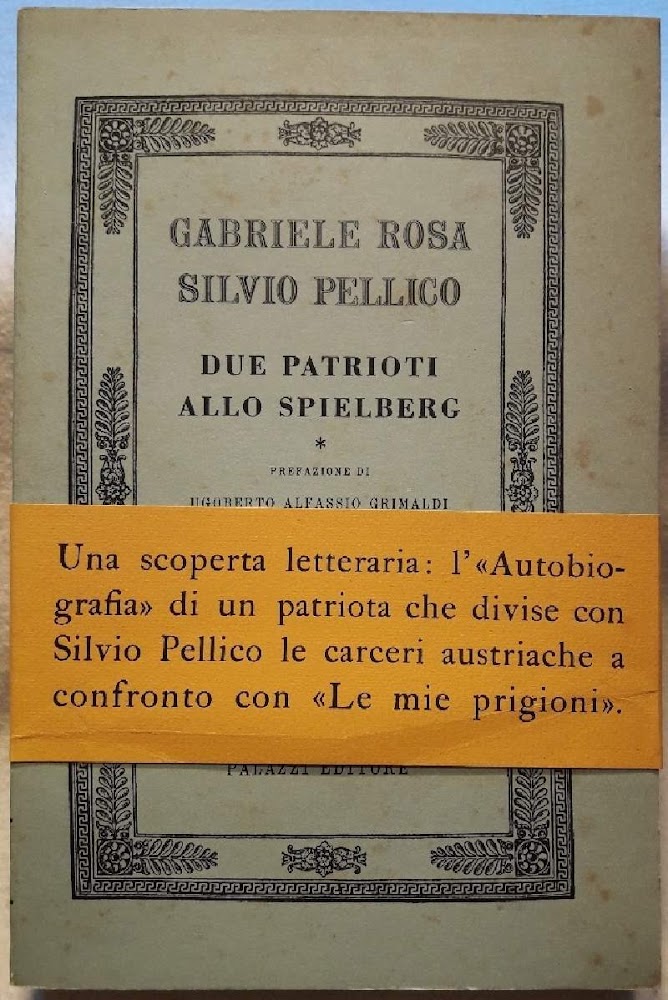 GABRIELE ROSA
SILVIO PELLICO
DUE PATRIOTI
ALLO SPIELBERG
*
PREFAZIONE DI
UGOBERTO ALFASSIO GRIMALDI
Una scoperta letteraria: l'«Autobio-
grafia» di un patriota che divise con
Silvio Pellico le carceri austriache a
confronto con «Le mie prigioni».
PALAZZI EDITORE